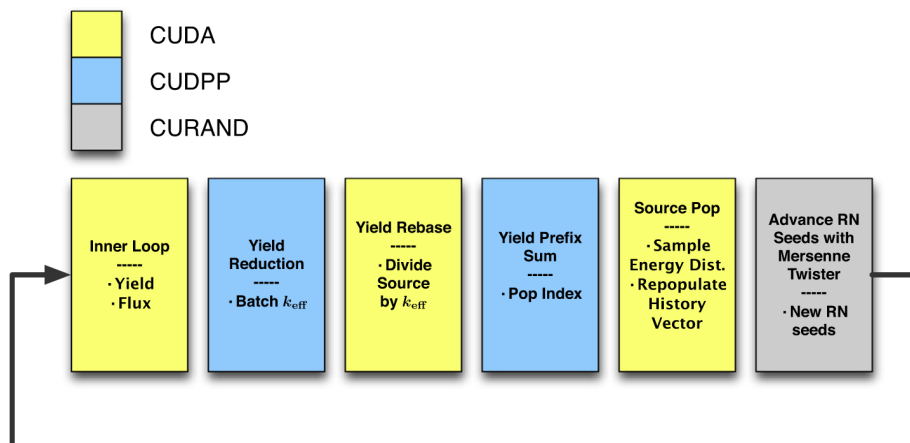 CUDA
CUDPP
CURAND
Inner Loop
-----
· Yield
· Flux
Yield
Reduction
-----
· Batch k_eff
Yield Rebase
-----
· Divide
Source
by k_eff
Yield Prefix
Sum
-----
· Pop Index
Source Pop
-----
· Sample
Energy Dist.
· Repopulate
History
Vector
Advance RN
Seeds with
Mersenne
Twister
-----
· New RN
seeds